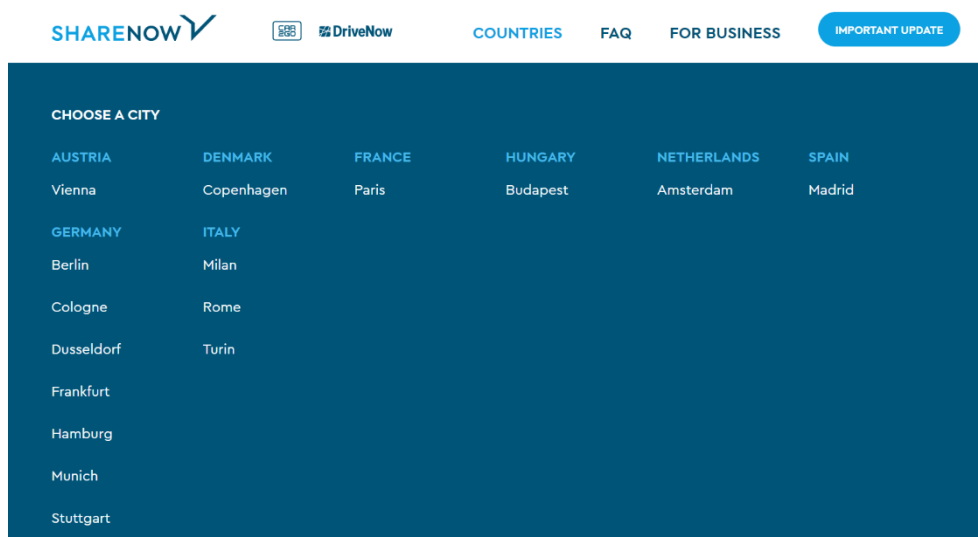 SHARENOW CAR2GO DriveNow COUNTRIES FAQ FOR BUSINESS IMPORTANT UPDATE
CHOOSE A CITY
AUSTRIA DENMARK FRANCE HUNGARY NETHERLANDS SPAIN
Vienna Copenhagen Paris Budapest Amsterdam Madrid
GERMANY ITALY
Berlin Milan
Cologne Rome
Dusseldorf Turin
Frankfurt
Hamburg
Munich
Stuttgart